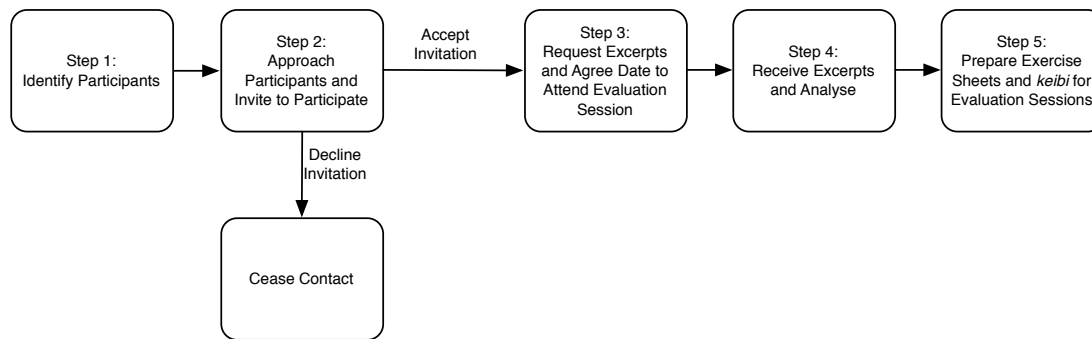 Step 1:
Identify Participants
Step 2:
Approach
Participants and
Invite to Participate
Accept
Invitation
Decline
Invitation
Cease Contact
Step 3:
Request Excerpts
and Agree Date to
Attend Evaluation
Session
Step 4:
Receive Excerpts
and Analyse
Step 5:
Prepare Exercise
Sheets and keibi for
Evaluation Sessions